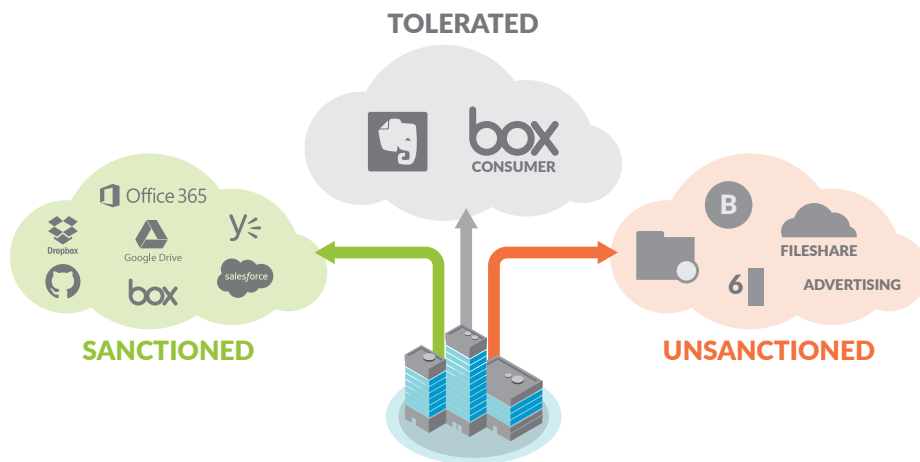 TOLERATED
box
CONSUMER
Office 365
Dropbox
Google Drive
salesforce
box
SANCTIONED
B
FILESHARE
6
ADVERTISING
UNSANCTIONED